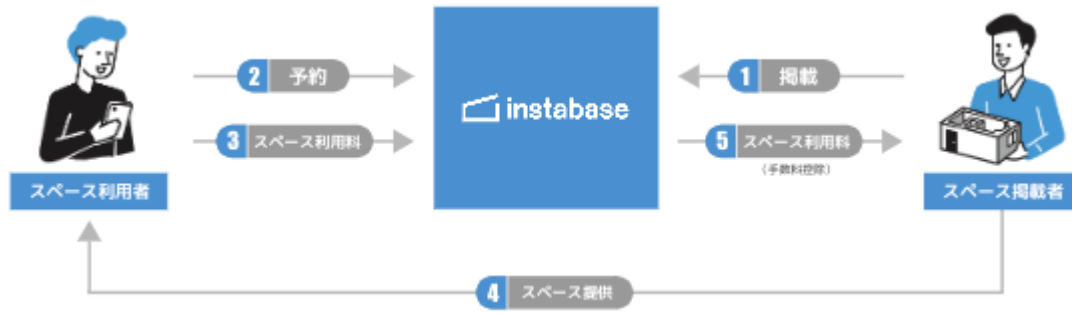 2 予約
1 掲載
instabase
3 スペース利用料
5 スペース利用料
(手数料控除)
スペース利用者
スペース掲載者
4 スペース提供